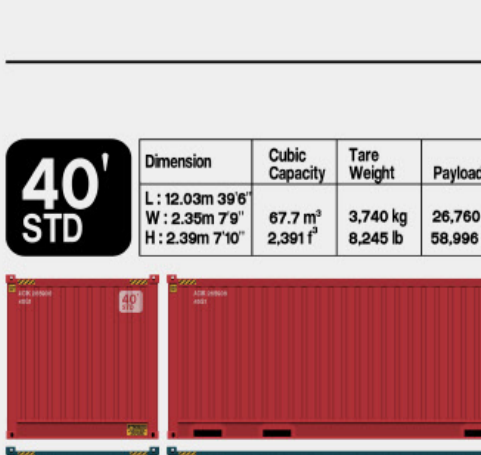 40'
STD
Dimension
Cubic
Capacity
Tare
Weight
Payload
L : 12.03m 39'6"
W : 2.35m 7'9"
H : 2.39m 7'10"
67.7 m³
2,391 f³
3,740 kg
8,245 lb
26,760
58,996
40'
STD